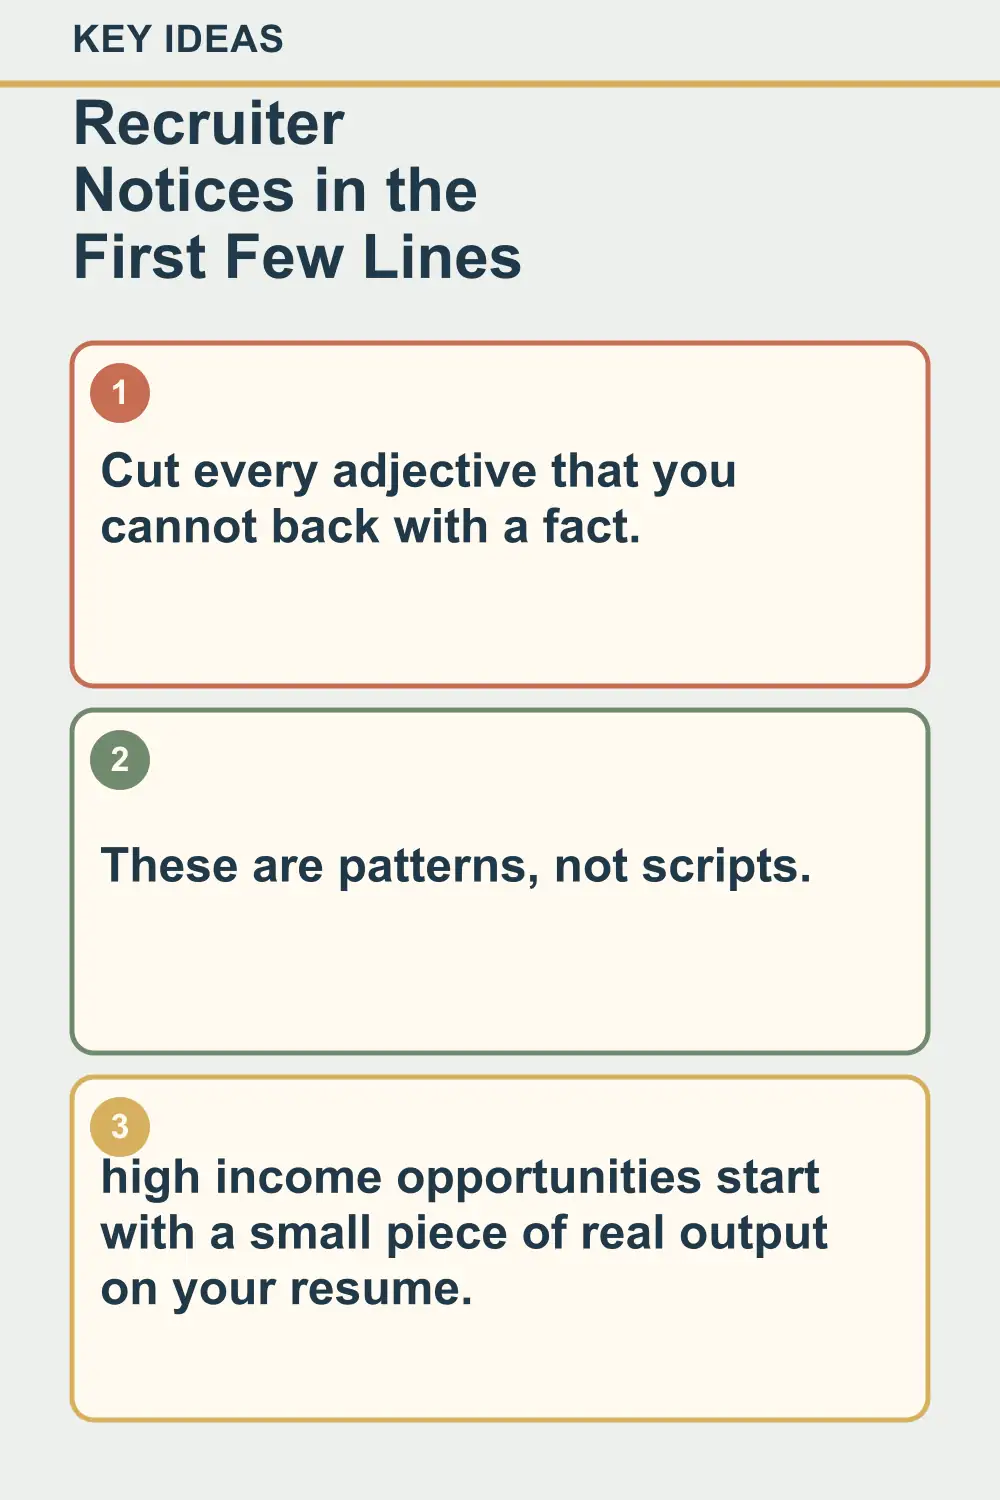 KEY IDEAS
Recruiter
Notices in the
First Few Lines
1
Cut every adjective that you
cannot back with a fact.
2
These are patterns, not scripts.
3
high income opportunities start
with a small piece of real output
on your resume.